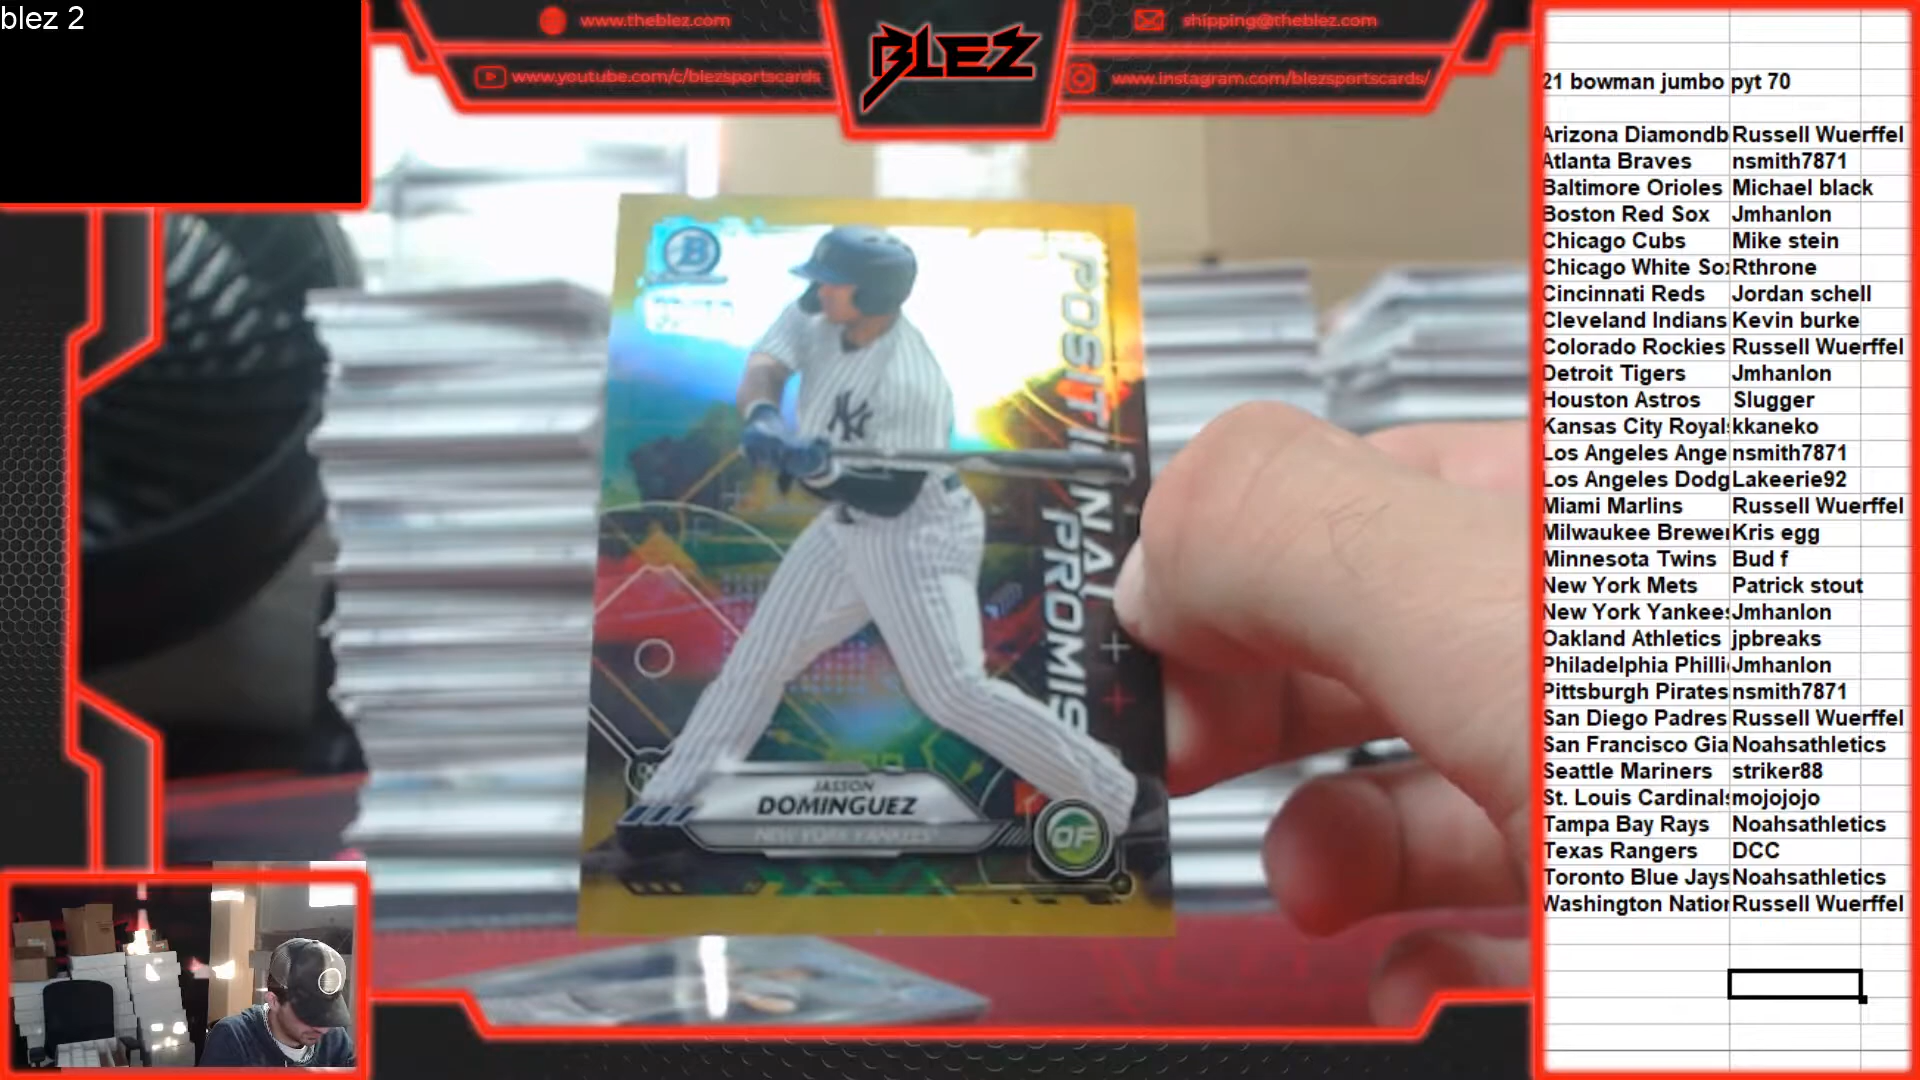 blez 2
www.theblez.com
BLEZ
shipping@theblez.com
www.youtube.com/c/blezsportscards
www.instagram.com/blezsportscards/
B
POSITIONAL
PROMISE
NY
JASSON
DOMINGUEZ
NEW YORK YANKEES
OF
21 bowman jumbo pyt 70
Arizona Diamondb Russell Wuerffel
Atlanta Braves nsmith7871
Baltimore Orioles Michael black
Boston Red Sox Jmhanlon
Chicago Cubs Mike stein
Chicago White Sox Rthrone
Cincinnati Reds Jordan schell
Cleveland Indians Kevin burke
Colorado Rockies Russell Wuerffel
Detroit Tigers Jmhanlon
Houston Astros Slugger
Kansas City Royals kkaneko
Los Angeles Ange nsmith7871
Los Angeles Dodg Lakeerie92
Miami Marlins Russell Wuerffel
Milwaukee Brewer Kris egg
Minnesota Twins Bud f
New York Mets Patrick stout
New York Yankees Jmhanlon
Oakland Athletics jpbreaks
Philadelphia Philli Jmhanlon
Pittsburgh Pirates nsmith7871
San Diego Padres Russell Wuerffel
San Francisco Gia Noahsathletics
Seattle Mariners striker88
St. Louis Cardinals mojojojo
Tampa Bay Rays Noahsathletics
Texas Rangers DCC
Toronto Blue Jays Noahsathletics
Washington Nation Russell Wuerffel